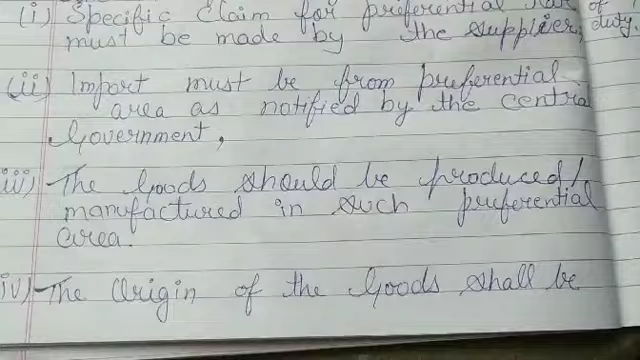 (i) Specific Claim for preferential rate of
must be made by the supplier, duty.
(ii) Import must be from preferential
area as notified by the central
Government,
iii) The Goods should be produced/
manufactured in such preferential
area.
iv) The Origin of the Goods shall be